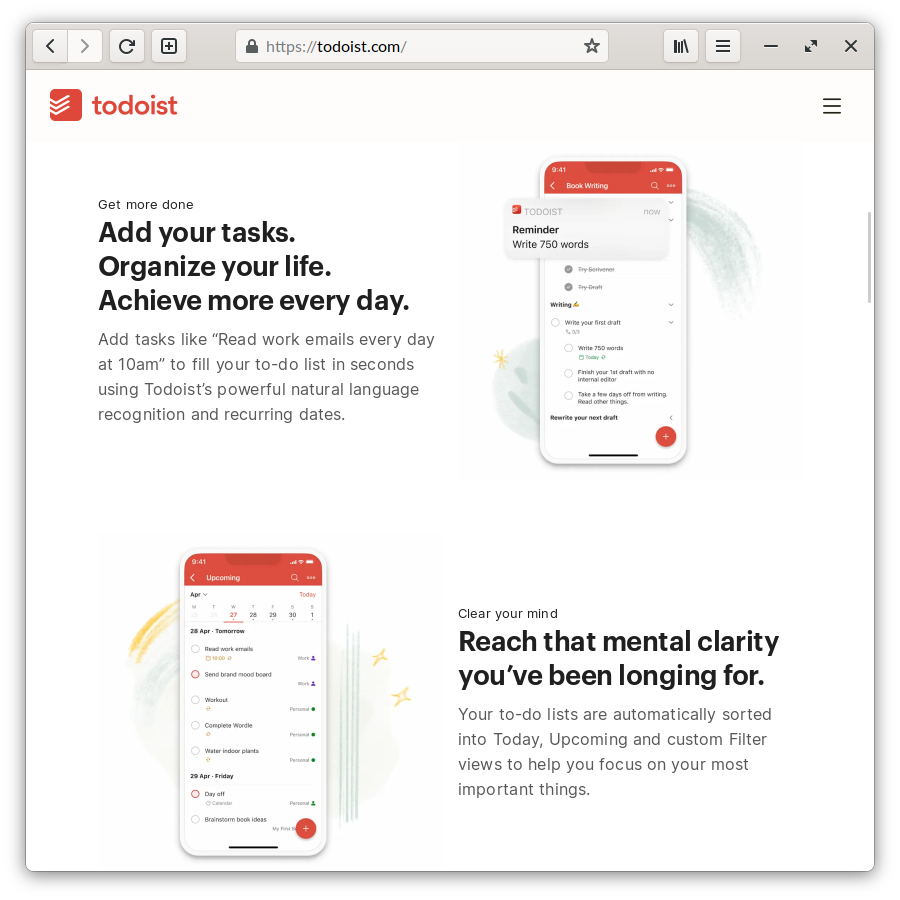 https://todoist.com/
todoist
Get more done
Add your tasks.
Organize your life.
Achieve more every day.
Add tasks like “Read work emails every day
at 10am” to fill your to-do list in seconds
using Todoist’s powerful natural language
recognition and recurring dates.
9:41
Book Writing
TODOIST now
Reminder
Write 750 words
Try Scrivener
Try Draft
Writing ✍️
Write your first draft
Write 750 words
Today
Finish your 1st draft with no
internal editor
Take a few days off from writing.
Read other things.
Rewrite your next draft
9:41
Upcoming
Apr Today
M T W T F S S
27 28 29 30 1
28 Apr · Tomorrow
Read work emails
10:00 Work
Send brand mood board
Work
Workout
Personal
Complete Wordle
Personal
Water indoor plants
Personal
29 Apr · Friday
Day off
Calendar Personal
Brainstorm book ideas
My First
Clear your mind
Reach that mental clarity
you’ve been longing for.
Your to-do lists are automatically sorted
into Today, Upcoming and custom Filter
views to help you focus on your most
important things.